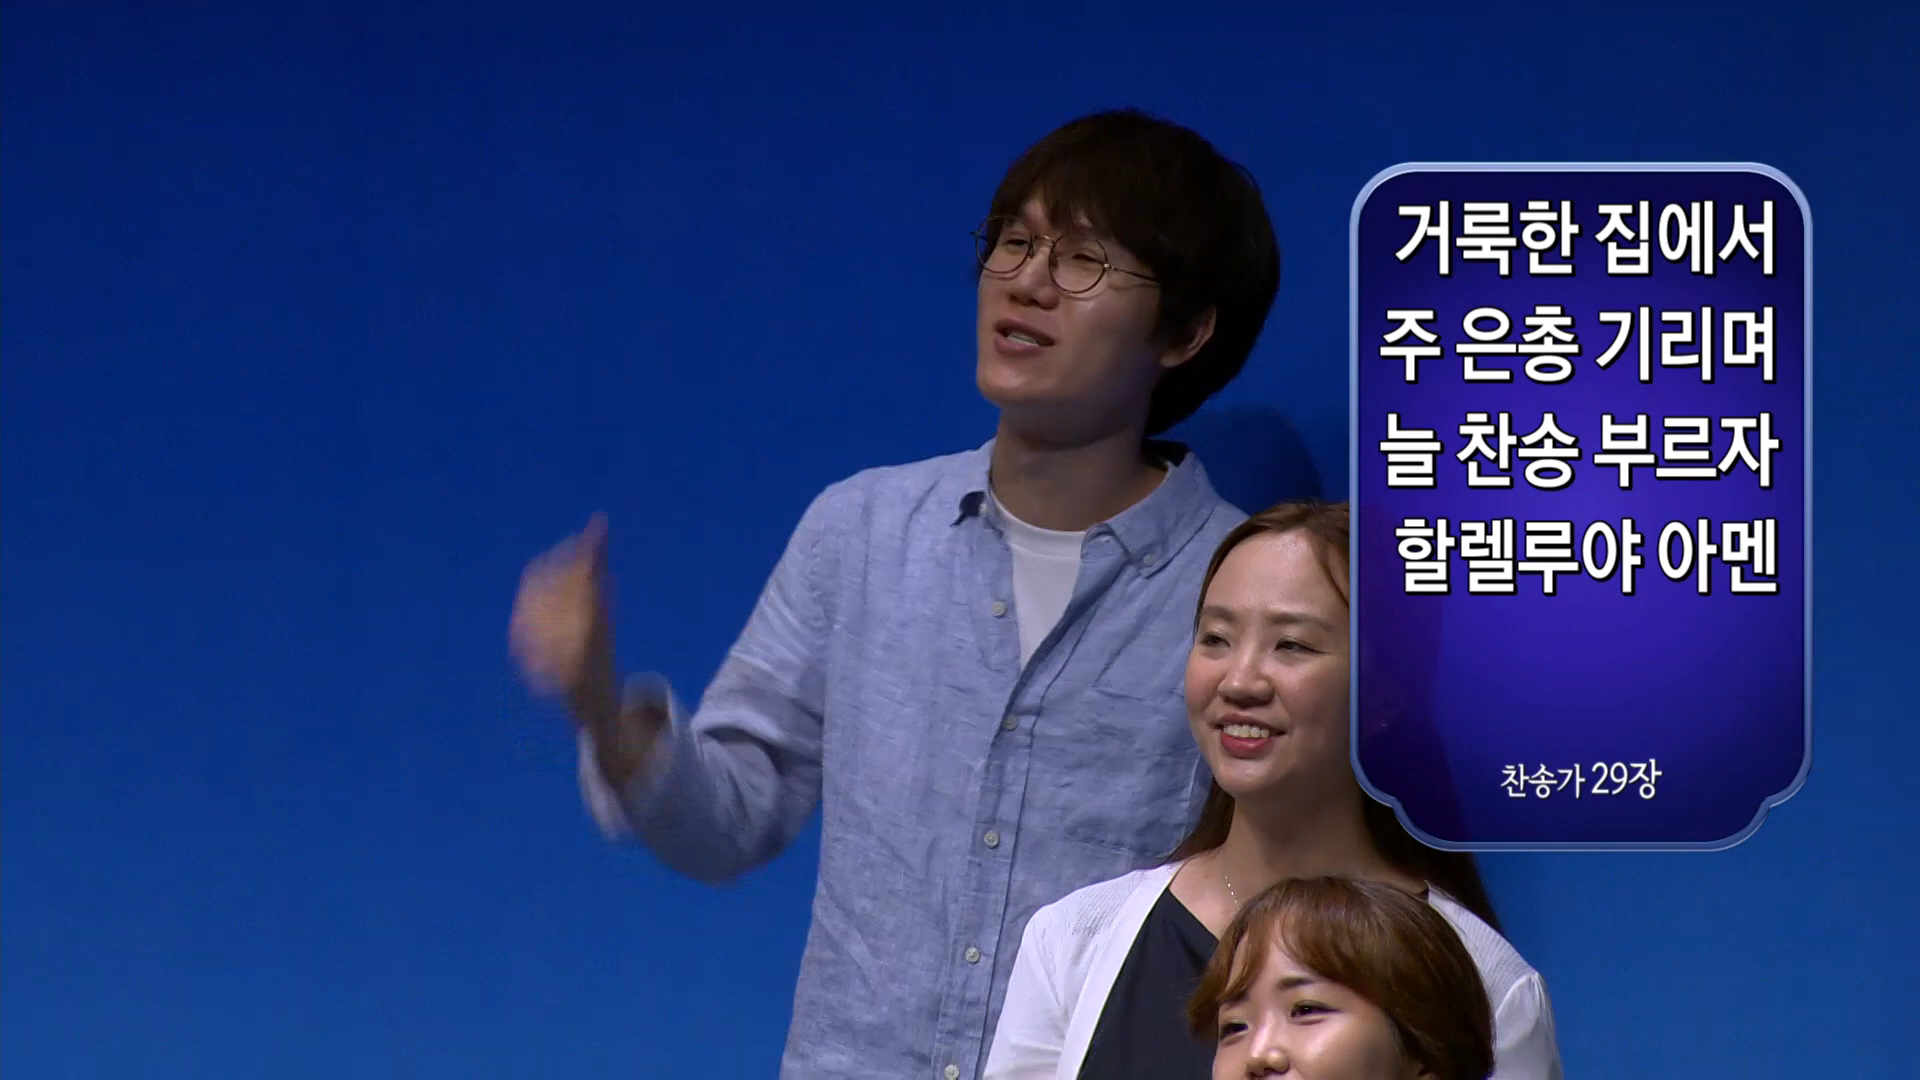 거룩한 집에서
주 은총 기리며
늘 찬송 부르자
할렐루야 아멘
찬송가 29장